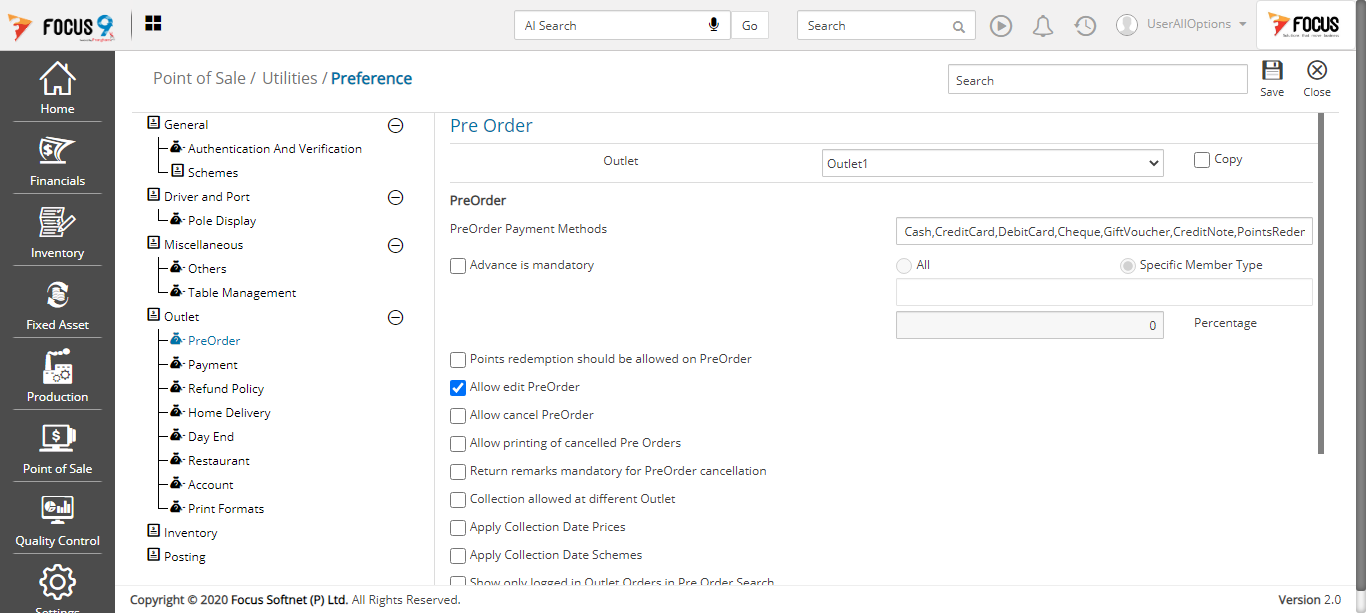 FOCUS 9
AI Search
Go
Search
UserAllOptions
FOCUS
Home
Financials
Inventory
Fixed Asset
Production
Point of Sale
Quality Control
Settings
Point of Sale / Utilities / Preference
Search
Save
Close
General
Authentication And Verification
Schemes
Driver and Port
Pole Display
Miscellaneous
Others
Table Management
Outlet
PreOrder
Payment
Refund Policy
Home Delivery
Day End
Restaurant
Account
Print Formats
Inventory
Posting
Pre Order
Outlet
Outlet1
Copy
PreOrder
PreOrder Payment Methods
Cash,CreditCard,DebitCard,Cheque,GiftVoucher,CreditNote,PointsReder
Advance is mandatory
All
Specific Member Type
0
Percentage
Points redemption should be allowed on PreOrder
Allow edit PreOrder
Allow cancel PreOrder
Allow printing of cancelled Pre Orders
Return remarks mandatory for PreOrder cancellation
Collection allowed at different Outlet
Apply Collection Date Prices
Apply Collection Date Schemes
Show only logged in Outlet Orders in Pre Order Search
Copyright © 2020 Focus Softnet (P) Ltd. All Rights Reserved.
Version 2.0